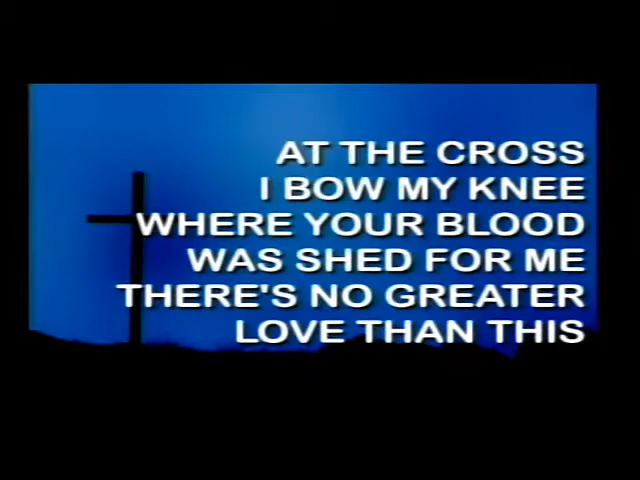 AT THE CROSS
I BOW MY KNEE
WHERE YOUR BLOOD
WAS SHED FOR ME
THERE'S NO GREATER
LOVE THAN THIS